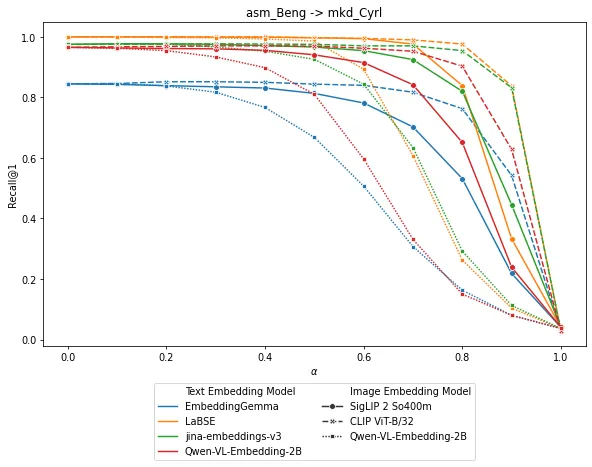 asm_Beng -> mkd_Cyrl
Recall@1
1.0
0.8
0.6
0.4
0.2
0.0
0.0 0.2 0.4 0.6 0.8 1.0
α
Text Embedding Model
EmbeddingGemma
LaBSE
jina-embeddings-v3
Qwen-VL-Embedding-2B
Image Embedding Model
SigLIP 2 So400m
CLIP ViT-B/32
Qwen-VL-Embedding-2B